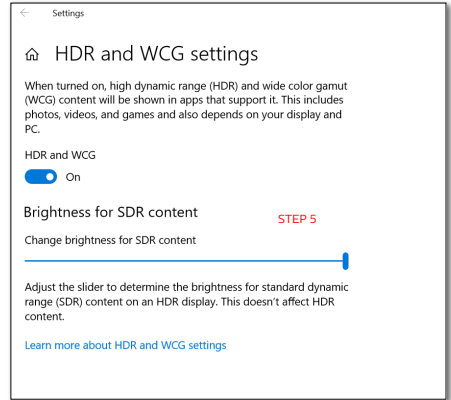 Settings
HDR and WCG settings
When turned on, high dynamic range (HDR) and wide color gamut
(WCG) content will be shown in apps that support it. This includes
photos, videos, and games and also depends on your display and
PC.
HDR and WCG
On
Brightness for SDR content
STEP 5
Change brightness for SDR content
Adjust the slider to determine the brightness for standard dynamic
range (SDR) content on an HDR display. This doesn't affect HDR
content.
Learn more about HDR and WCG settings